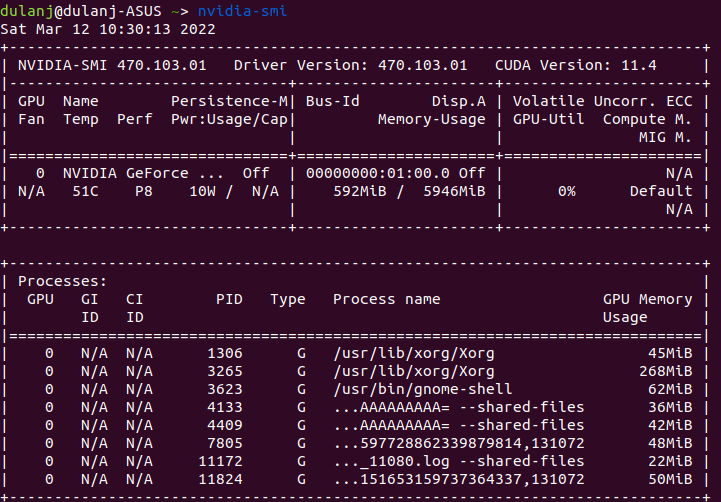 dulanj@dulanj-ASUS ~> nvidia-smi
Sat Mar 12 10:30:13 2022
+-----------------------------------------------------------------------------+
| NVIDIA-SMI 470.103.01   Driver Version: 470.103.01   CUDA Version: 11.4     |
|-------------------------------+----------------------+----------------------+
| GPU  Name        Persistence-M| Bus-Id        Disp.A | Volatile Uncorr. ECC |
| Fan  Temp  Perf  Pwr:Usage/Cap|         Memory-Usage | GPU-Util  Compute M. |
|                               |                      |               MIG M. |
|===============================+======================+======================|
|   0  NVIDIA GeForce ...  Off  | 00000000:01:00.0 Off |                  N/A |
| N/A   51C    P8    10W /  N/A |    592MiB /  5946MiB |      0%      Default |
|                               |                      |                  N/A |
+-------------------------------+----------------------+----------------------+

+-----------------------------------------------------------------------------+
| Processes:                                                                  |
|  GPU   GI   CI        PID   Type   Process name                  GPU Memory |
|        ID   ID                                                   Usage      |
|=============================================================================|
|    0   N/A  N/A      1306      G   /usr/lib/xorg/Xorg                 45MiB |
|    0   N/A  N/A      3265      G   /usr/lib/xorg/Xorg                268MiB |
|    0   N/A  N/A      3623      G   /usr/bin/gnome-shell               62MiB |
|    0   N/A  N/A      4133      G   ...AAAAAAAAA= --shared-files       36MiB |
|    0   N/A  N/A      4409      G   ...AAAAAAAAA= --shared-files       42MiB |
|    0   N/A  N/A      7805      G   ...597728862339879814,131072       48MiB |
|    0   N/A  N/A     11172      G   ..._11080.log --shared-files       22MiB |
|    0   N/A  N/A     11824      G   ...151653159737364337,131072       50MiB |
+-----------------------------------------------------------------------------+